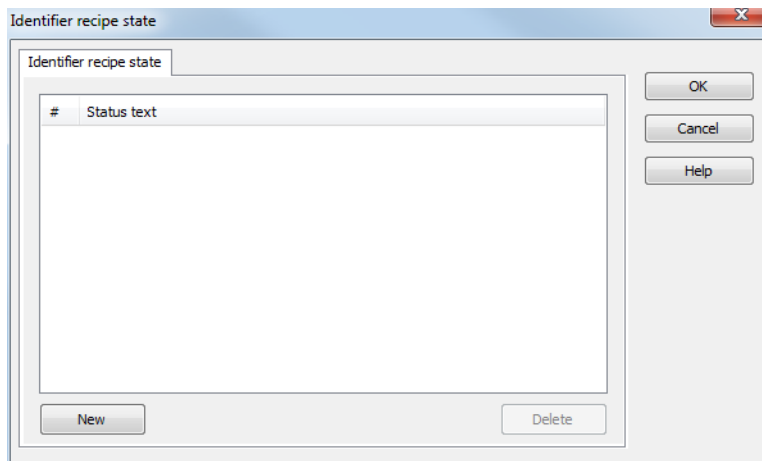 Identifier recipe state
Identifier recipe state
# Status text
OK
Cancel
Help
New Delete